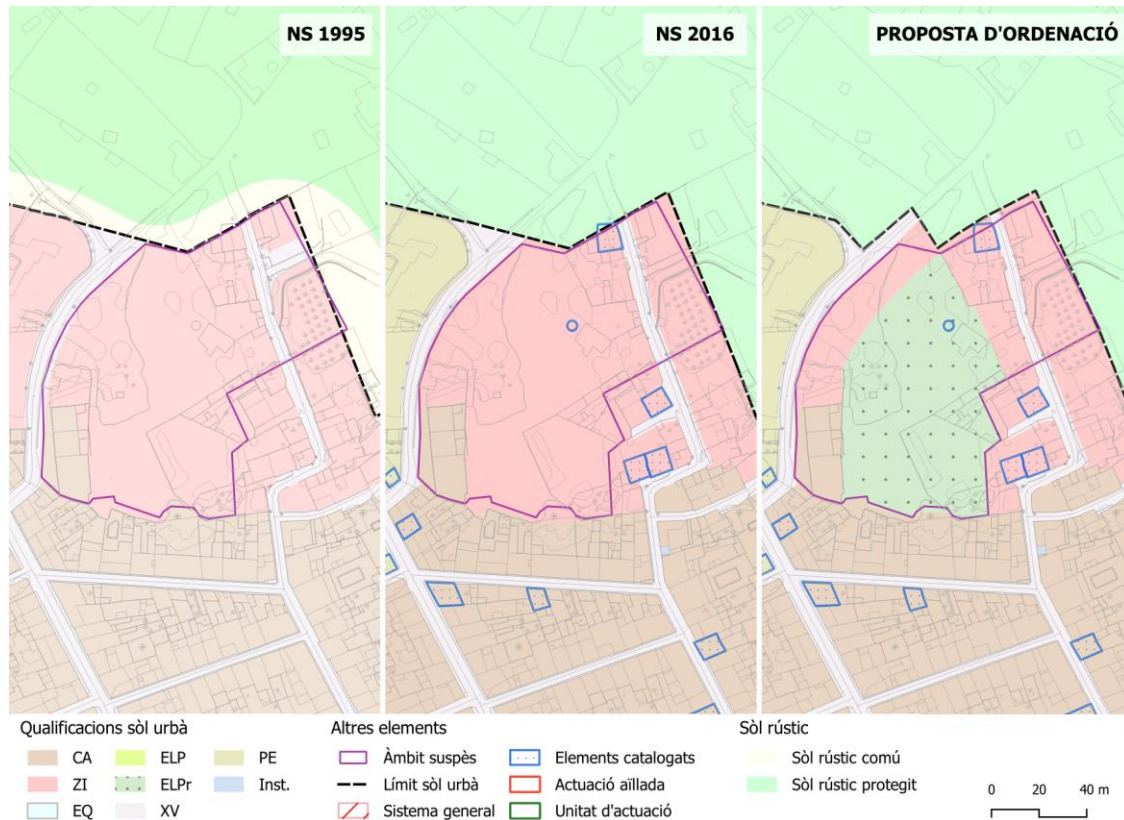 NS 1995
NS 2016
PROPOSTA D'ORDENACIÓ
Qualificacions sòl urbà
CA
ELP
PE
ZI
ELPr
Inst.
EQ
XV
Altres elements
Àmbit suspès
Elements catalogats
Límit sòl urbà
Actuació aïllada
Sistema general
Unitat d'actuació
Sòl rústic
Sòl rústic comú
Sòl rústic protegit
0 20 40 m